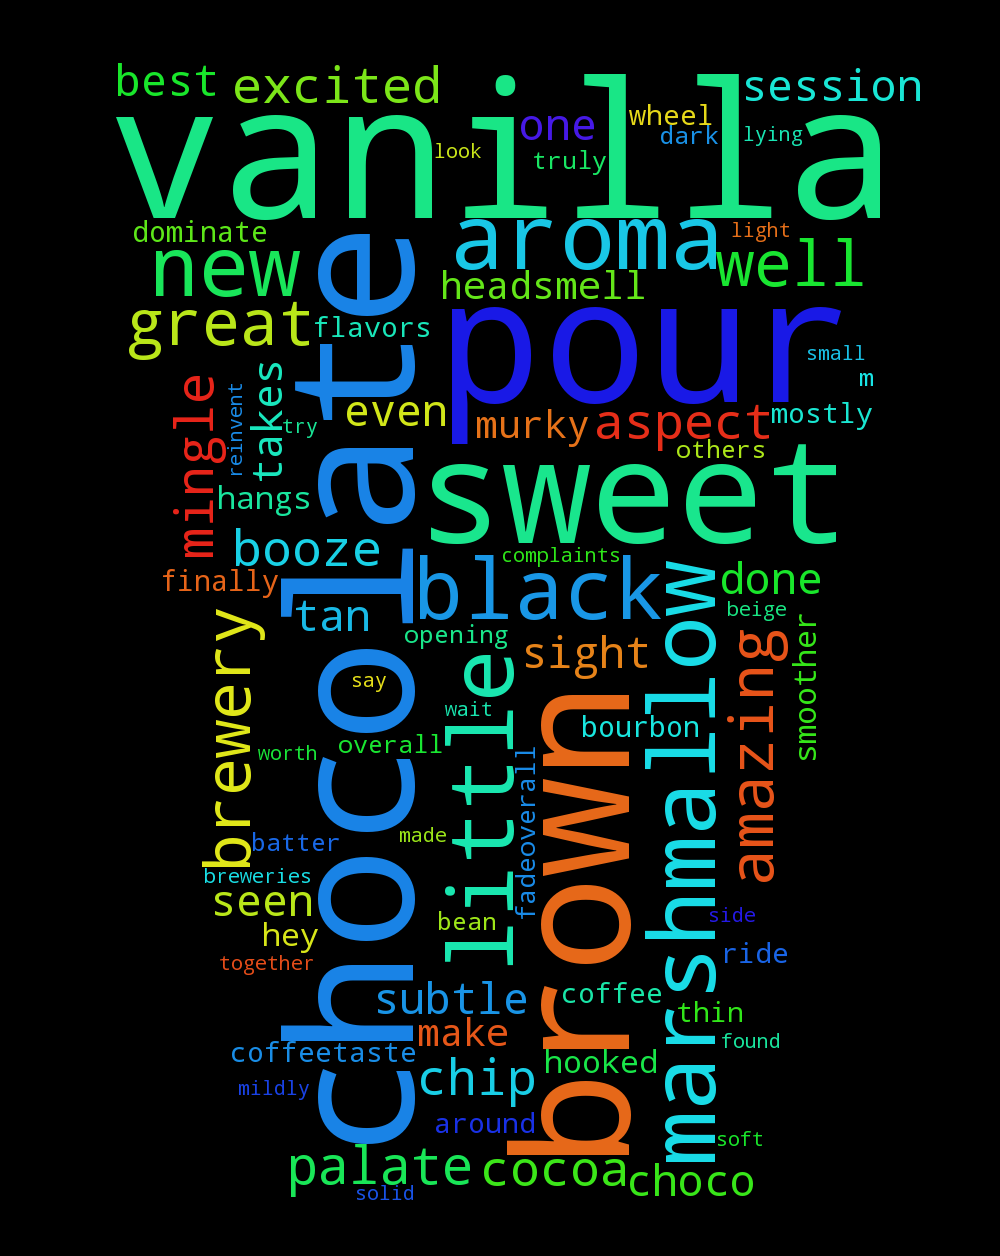 best
excited
session
vanilla
one
wheel
dark
lying
look
truly
dominate
aroma
light
new
well
headsmell
great
flavors
pour
chocolate
small
m
mingle
reinvent
takes
try
even
murky
aspect
mostly
others
sweet
hangs
booze
complaints
finally
black
done
tan
beige
opening
sight
marshmallow
smoother
amazing
brewery
say
little
wait
bourbon
brown
worth
overall
fadeoverall
batter
made
breweries
seen
bean
side
hey
together
ride
subtle
coffee
thin
make
coffeetaste
found
hooked
mildly
chip
around
soft
palate
cocoa
choco
solid